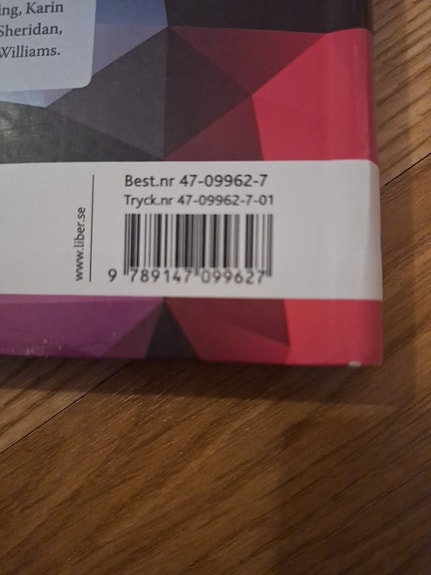 ing, Karin
Sheridan,
Williams.
Best.nr 47-09962-7
Tryck.nr 47-09962-7-01
www.liber.se
9 789147 099627